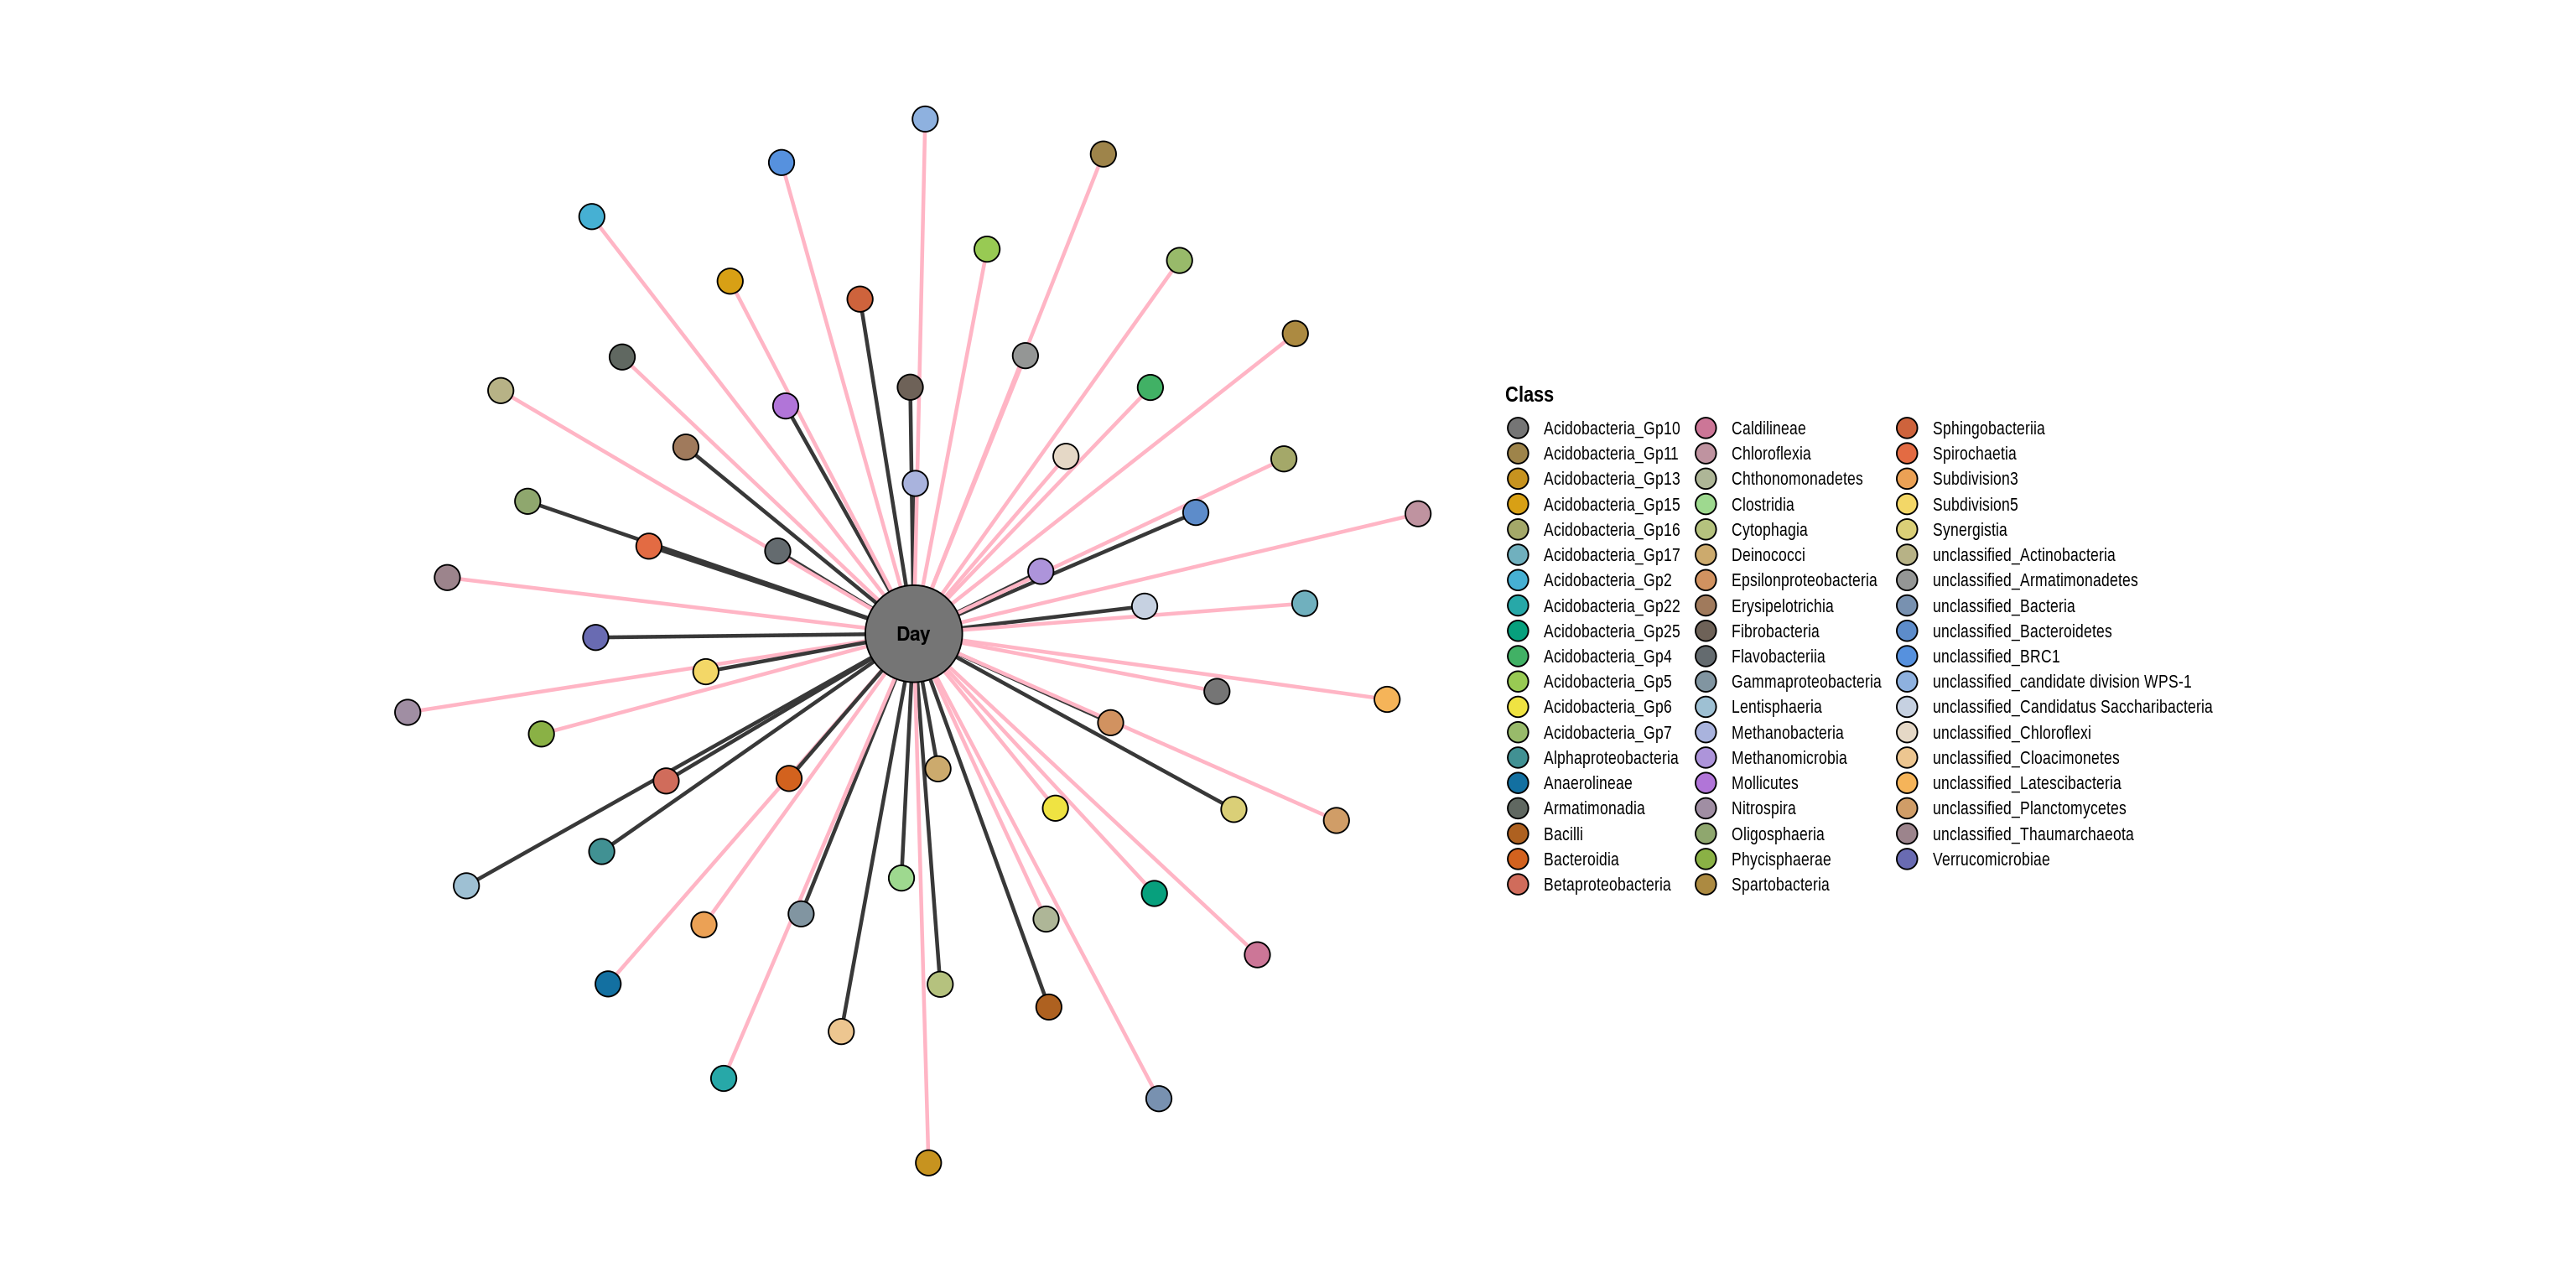 Day
Class
Acidobacteria_Gp10
Acidobacteria_Gp11
Acidobacteria_Gp13
Acidobacteria_Gp15
Acidobacteria_Gp16
Acidobacteria_Gp17
Acidobacteria_Gp2
Acidobacteria_Gp22
Acidobacteria_Gp25
Acidobacteria_Gp4
Acidobacteria_Gp5
Acidobacteria_Gp6
Acidobacteria_Gp7
Alphaproteobacteria
Anaerolineae
Armatimonadia
Bacilli
Bacteroidia
Betaproteobacteria
Caldilineae
Chloroflexia
Chthonomonadetes
Clostridia
Cytophagia
Deinococci
Epsilonproteobacteria
Erysipelotrichia
Fibrobacteria
Flavobacteriia
Gammaproteobacteria
Lentisphaeria
Methanobacteria
Methanomicrobia
Mollicutes
Nitrospira
Oligosphaeria
Phycisphaerae
Spartobacteria
Sphingobacteriia
Spirochaetia
Subdivision3
Subdivision5
Synergistia
unclassified_Actinobacteria
unclassified_Armatimonadetes
unclassified_Bacteria
unclassified_Bacteroidetes
unclassified_BRC1
unclassified_candidate division WPS-1
unclassified_Candidatus Saccharibacteria
unclassified_Chloroflexi
unclassified_Cloacimonetes
unclassified_Latescibacteria
unclassified_Planctomycetes
unclassified_Thaumarchaeota
Verrucomicrobiae